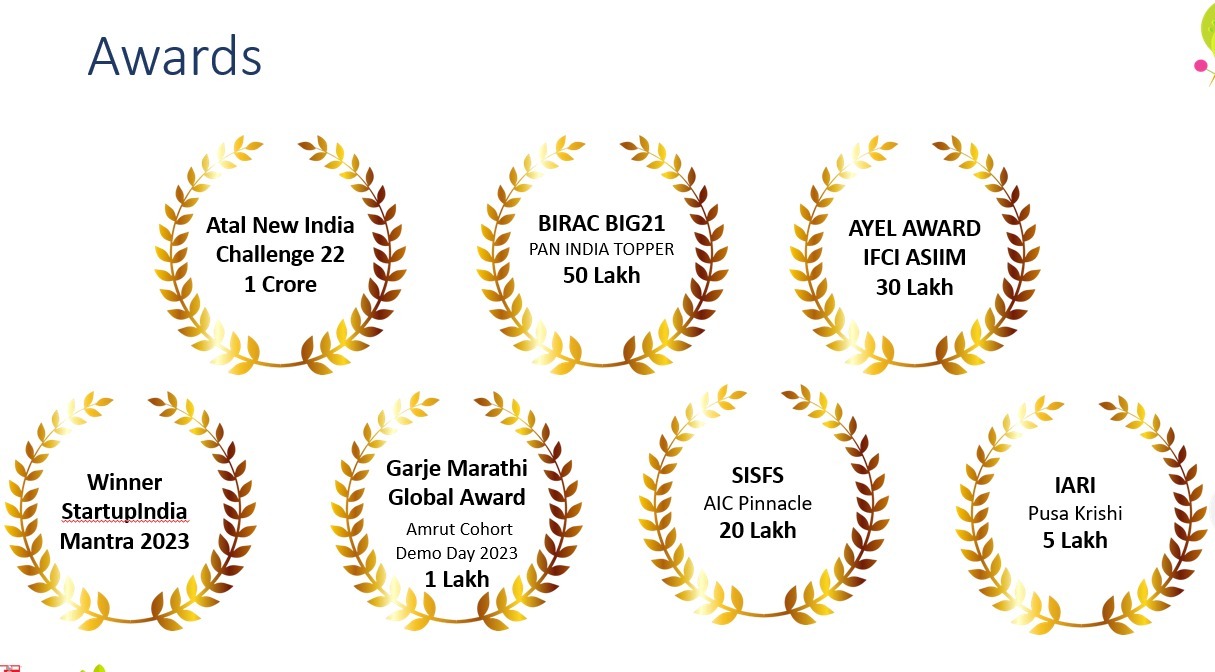 Awards
Atal New India
Challenge 22
1 Crore
BIRAC BIG21
PAN INDIA TOPPER
50 Lakh
AYEL AWARD
IFCI ASIIM
30 Lakh
Winner
StartupIndia
Mantra 2023
Garje Marathi
Global Award
Amrut Cohort
Demo Day 2023
1 Lakh
SISFS
AIC Pinnacle
20 Lakh
IARI
Pusa Krishi
5 Lakh